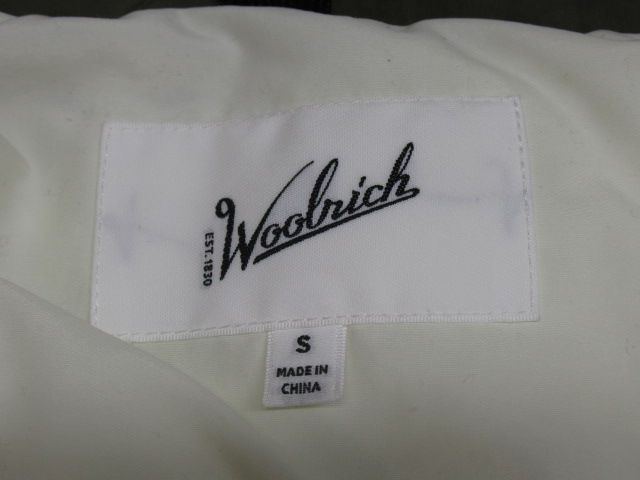 Woolrich
EST. 1830
S
MADE IN
CHINA